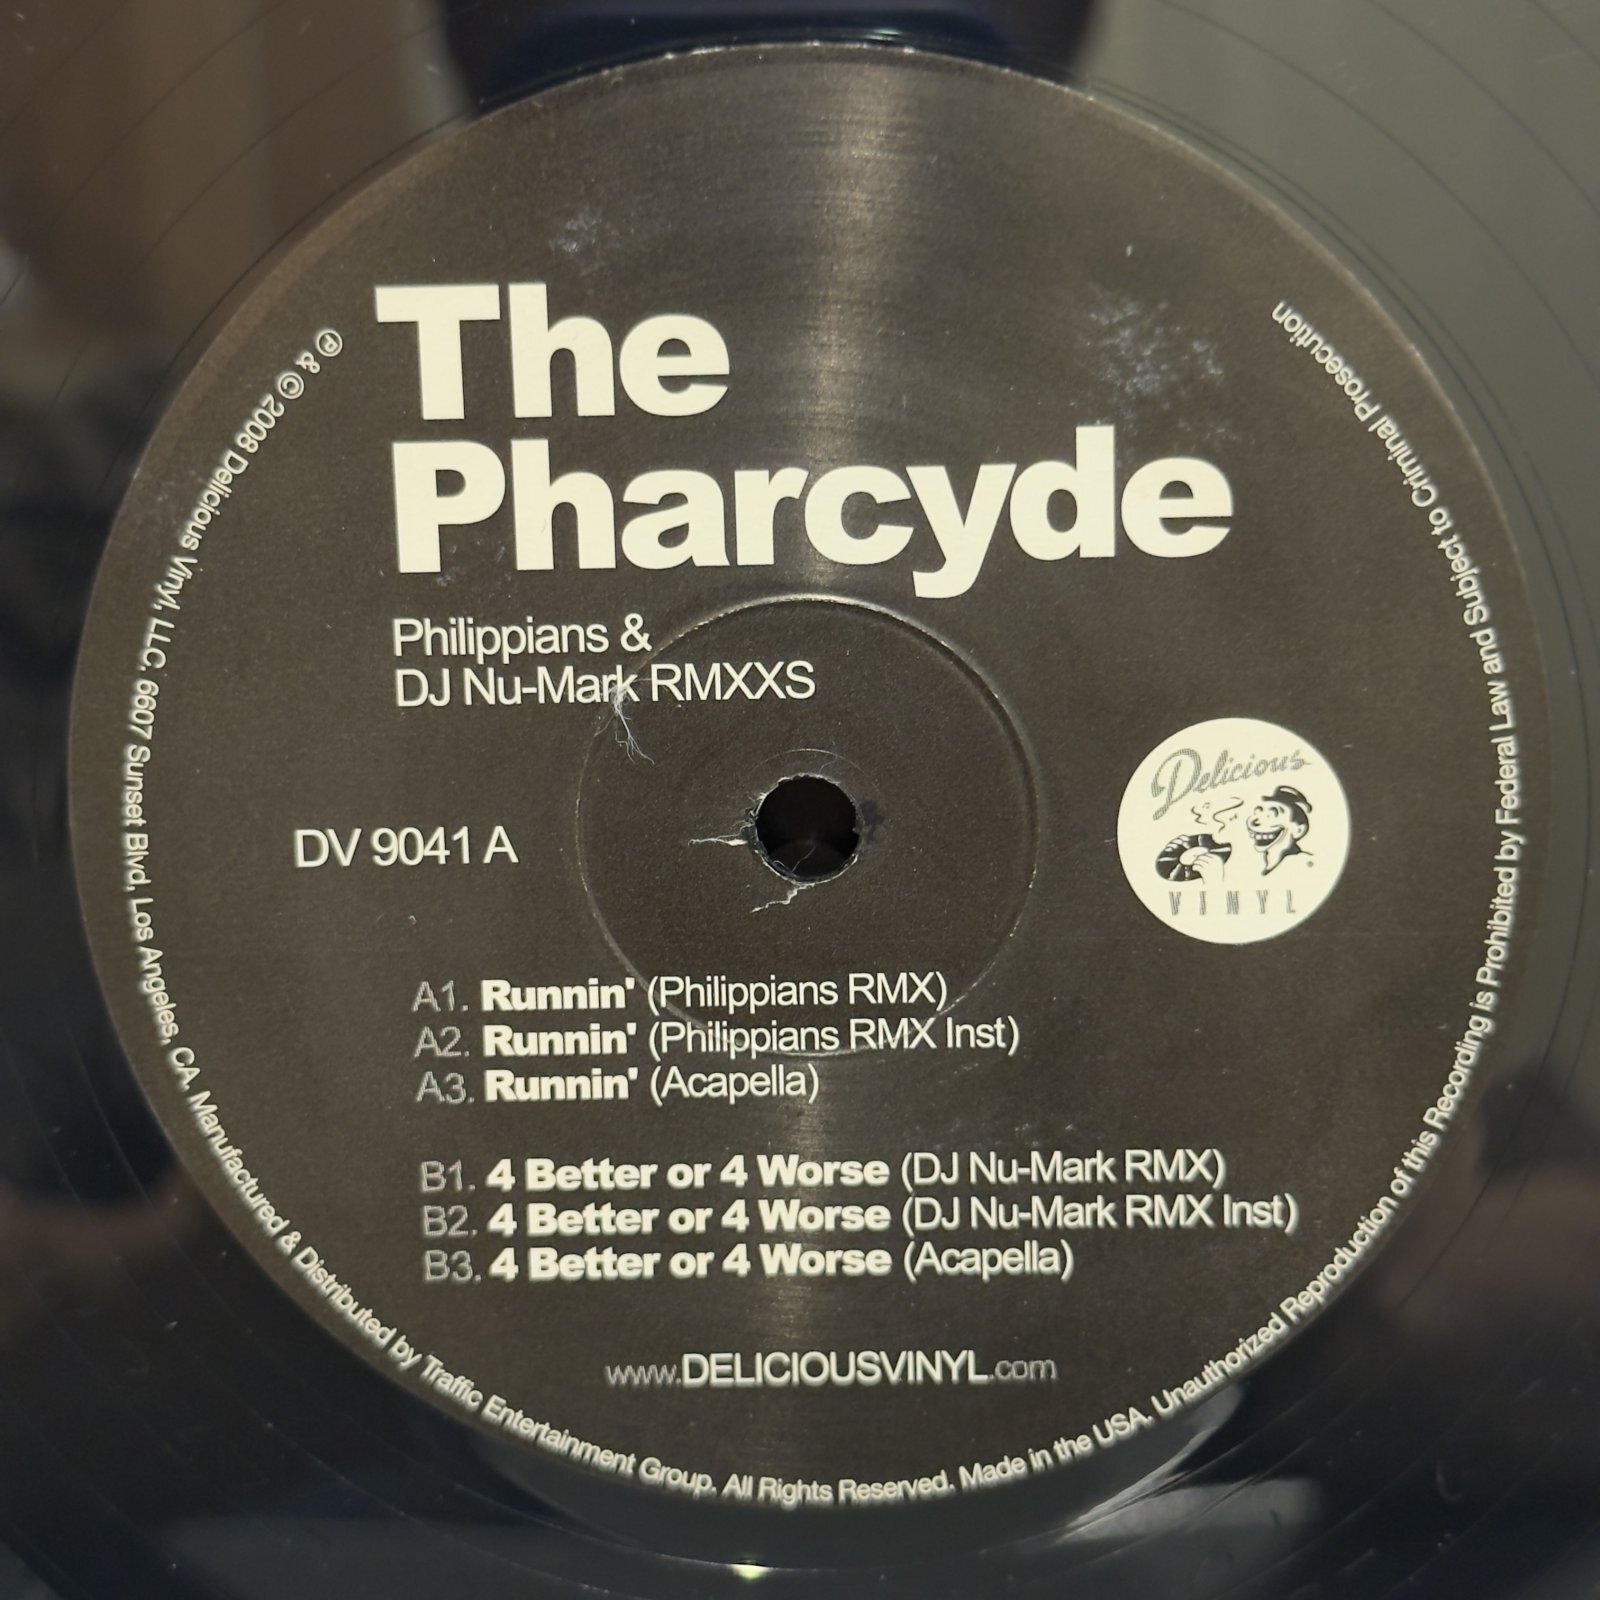 The
Pharcyde
Philippians &
DJ Nu-Mark RMXXS
DV 9041 A
Delicious
VINYL
A1. Runnin' (Philippians RMX)
A2. Runnin' (Philippians RMX Inst)
A3. Runnin' (Acapella)
B1. 4 Better or 4 Worse (DJ Nu-Mark RMX)
B2. 4 Better or 4 Worse (DJ Nu-Mark RMX Inst)
B3. 4 Better or 4 Worse (Acapella)
www.DELICIOUSVINYL.com
℗ & © 2008 Delicious Vinyl, LLC. 6607 Sunset Blvd, Los Angeles, CA. Manufactured & Distributed by Traffic Entertainment Group. All Rights Reserved. Made in the USA. Unauthorized Reproduction of this Recording is Prohibited by Federal Law and Subject to Criminal Prosecution